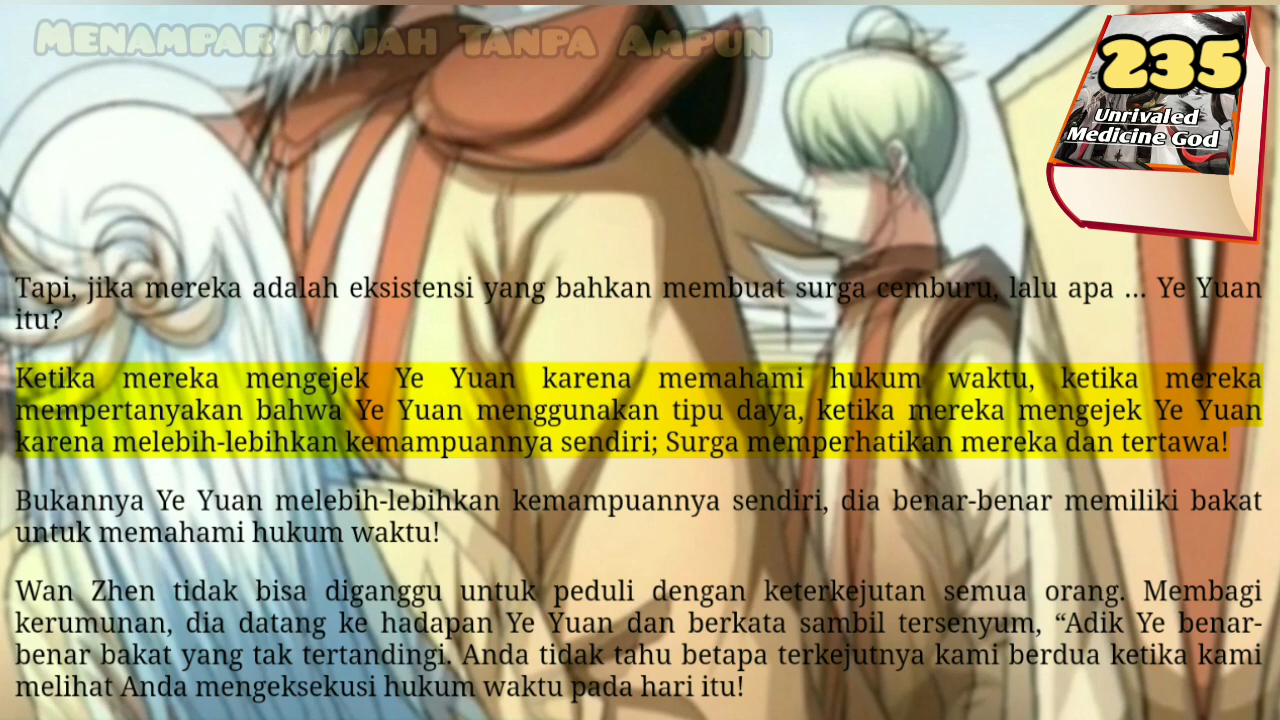 Menampar Wajah Tanpa Ampun
235
Unrivaled
Medicine God
Tapi, jika mereka adalah eksistensi yang bahkan membuat surga cemburu, lalu apa ... Ye Yuan
itu?
Ketika mereka mengejek Ye Yuan karena memahami hukum waktu, ketika mereka
mempertanyakan bahwa Ye Yuan menggunakan tipu daya, ketika mereka mengejek Ye Yuan
karena melebih-lebihkan kemampuannya sendiri; Surga memperhatikan mereka dan tertawa!
Bukannya Ye Yuan melebih-lebihkan kemampuannya sendiri, dia benar-benar memiliki bakat
untuk memahami hukum waktu!
Wan Zhen tidak bisa diganggu untuk peduli dengan keterkejutan semua orang. Membagi
kerumunan, dia datang ke hadapan Ye Yuan dan berkata sambil tersenyum, “Adik Ye benar-
benar bakat yang tak tertandingi. Anda tidak tahu betapa terkejutnya kami berdua ketika kami
melihat Anda mengeksekusi hukum waktu pada hari itu!